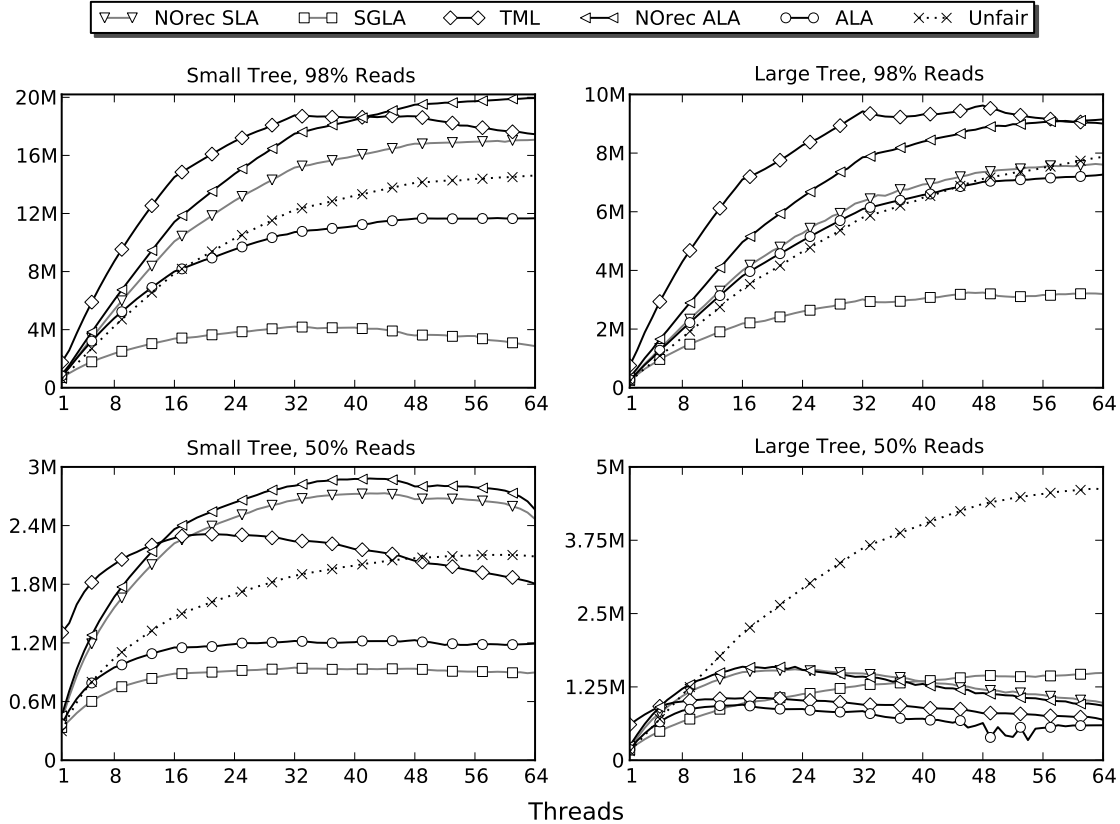 NOrec SLA SGLA TML NOrec ALA ALA Unfair
Small Tree, 98% Reads
20M
16M
12M
8M
4M
0
1 8 16 24 32 40 48 56 64
Large Tree, 98% Reads
10M
8M
6M
4M
2M
0
1 8 16 24 32 40 48 56 64
Small Tree, 50% Reads
3M
2.4M
1.8M
1.2M
0.6M
0
1 8 16 24 32 40 48 56 64
Large Tree, 50% Reads
5M
3.75M
2.5M
1.25M
0
1 8 16 24 32 40 48 56 64
Threads